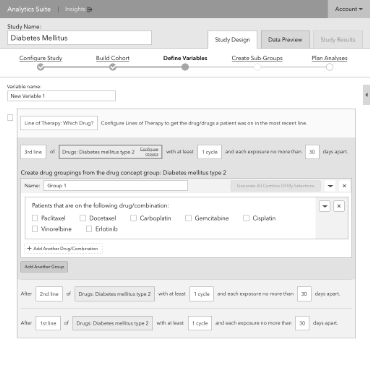 Analytics Suite | Insights
Account
Study Name:
Diabetes Mellitus
Study Design
Data Preview
Study Results
Configure Study
Build Cohort
Define Variables
Create Sub-Groups
Plan Analyses
Variable name:
New Variable 1
Line of Therapy: Which Drug?
Configure Lines of Therapy to get the drug/drugs a patient was on in the most recent line.
3rd line of Drugs: Diabetes mellitus type 2 Configure with at least 1 cycle and each exposure no more than 30 days apart.
Create drug groupings from the drug concept group: Diabetes mellitus type 2
Name: Group 1
Patients that are on the following drug/combination:
Paclitaxel Docetaxel Carboplatin Gemcitabine Cisplatin
Vinorelbine Erlotinib
+ Add Another Drug/Combination
Add Another Group
After 2nd line of Drugs: Diabetes mellitus type 2 with at least 1 cycle and each exposure no more than 30 days apart.
After 1st line of Drugs: Diabetes mellitus type 2 with at least 1 cycle and each exposure no more than 30 days apart.